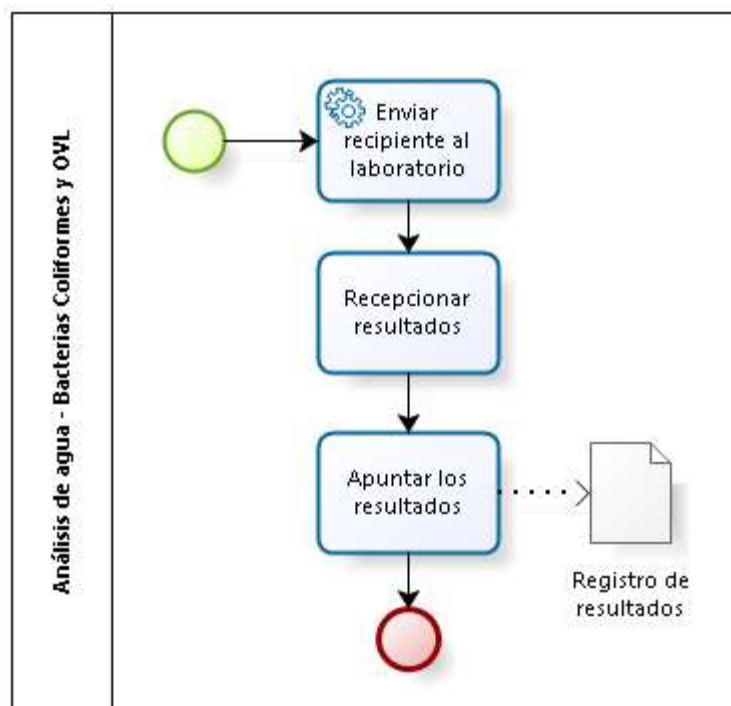 Análisis de agua - Bacterias Coliformes y OVL
Enviar
recipiente al
laboratorio
Recepcionar
resultados
Apuntar los
resultados
Registro de
resultados